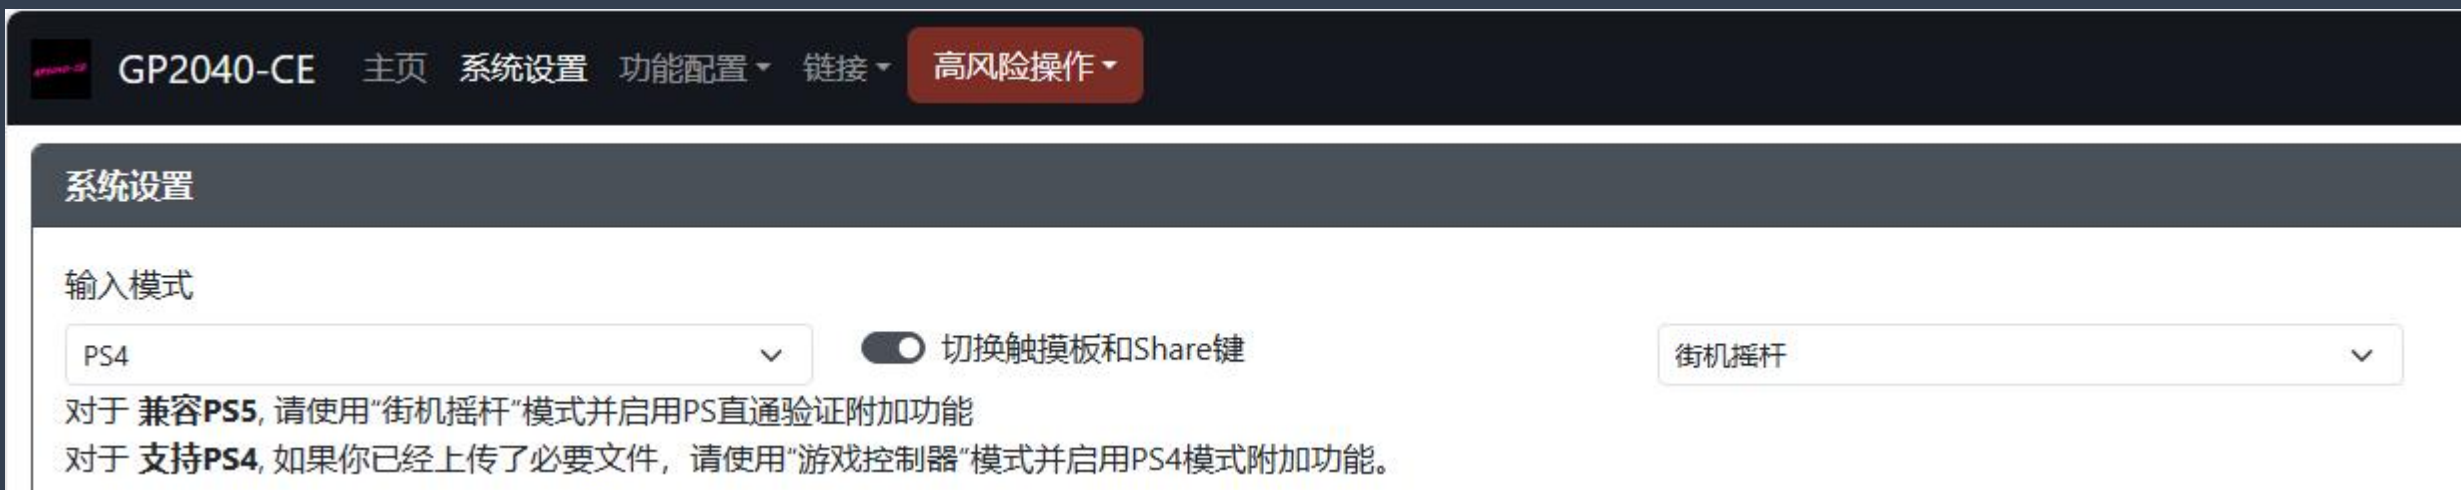 GP2040-CE 主页 系统设置 功能配置 链接 高风险操作
系统设置
输入模式
PS4 切换触摸板和Share键 街机摇杆
对于 兼容PS5, 请使用“街机摇杆”模式并启用PS直通验证附加功能
对于 支持PS4, 如果你已经上传了必要文件，请使用“游戏控制器”模式并启用PS4模式附加功能。